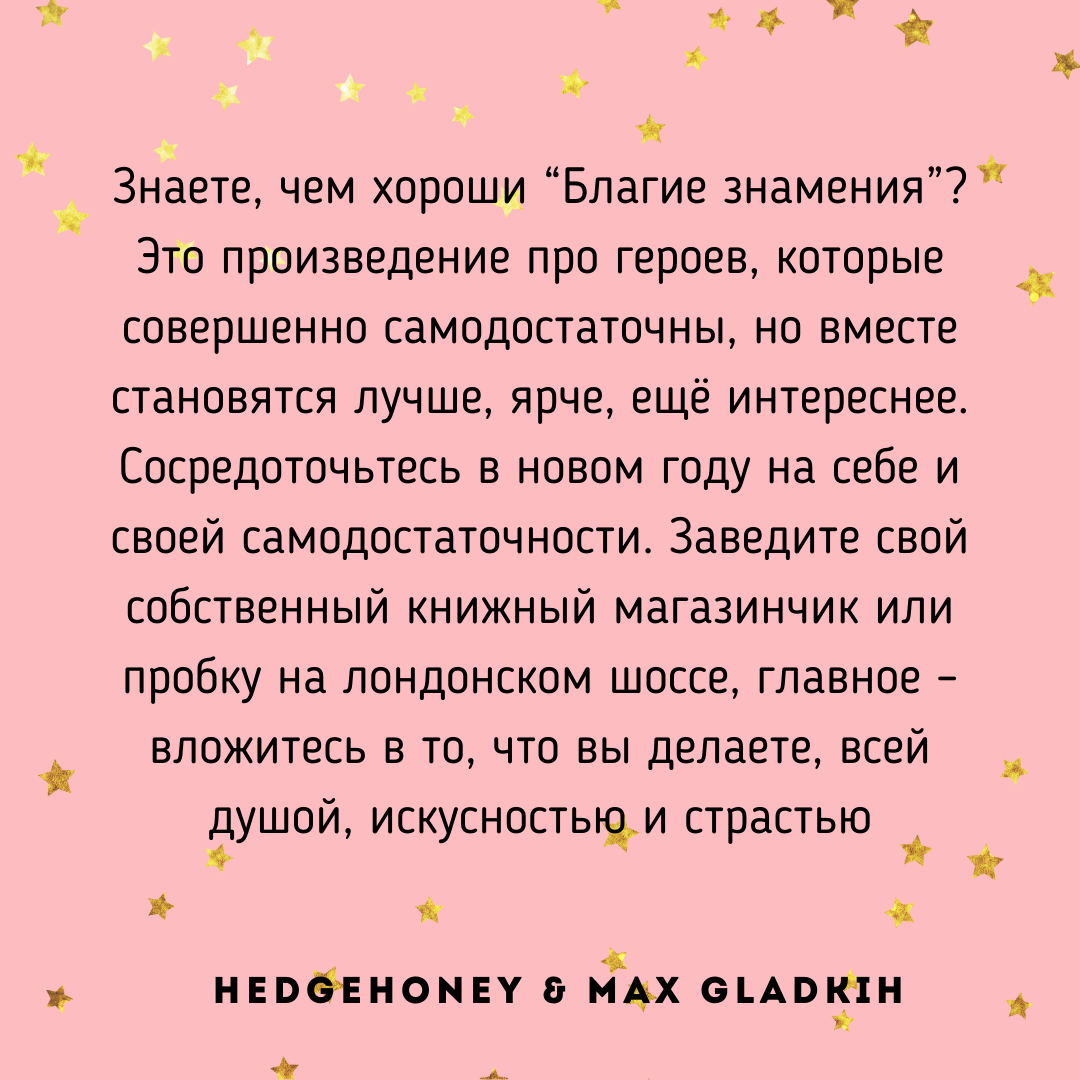 Знаете, чем хороши “Благие знамения”?
Это произведение про героев, которые
совершенно самодостаточны, но вместе
становятся лучше, ярче, ещё интереснее.
Сосредоточьтесь в новом году на себе и
своей самодостаточности. Заведите свой
собственный книжный магазинчик или
пробку на лондонском шоссе, главное –
вложитесь в то, что вы делаете, всей
душой, искусностью и страстью
HEDGEHONEY & MAX GLADKIH